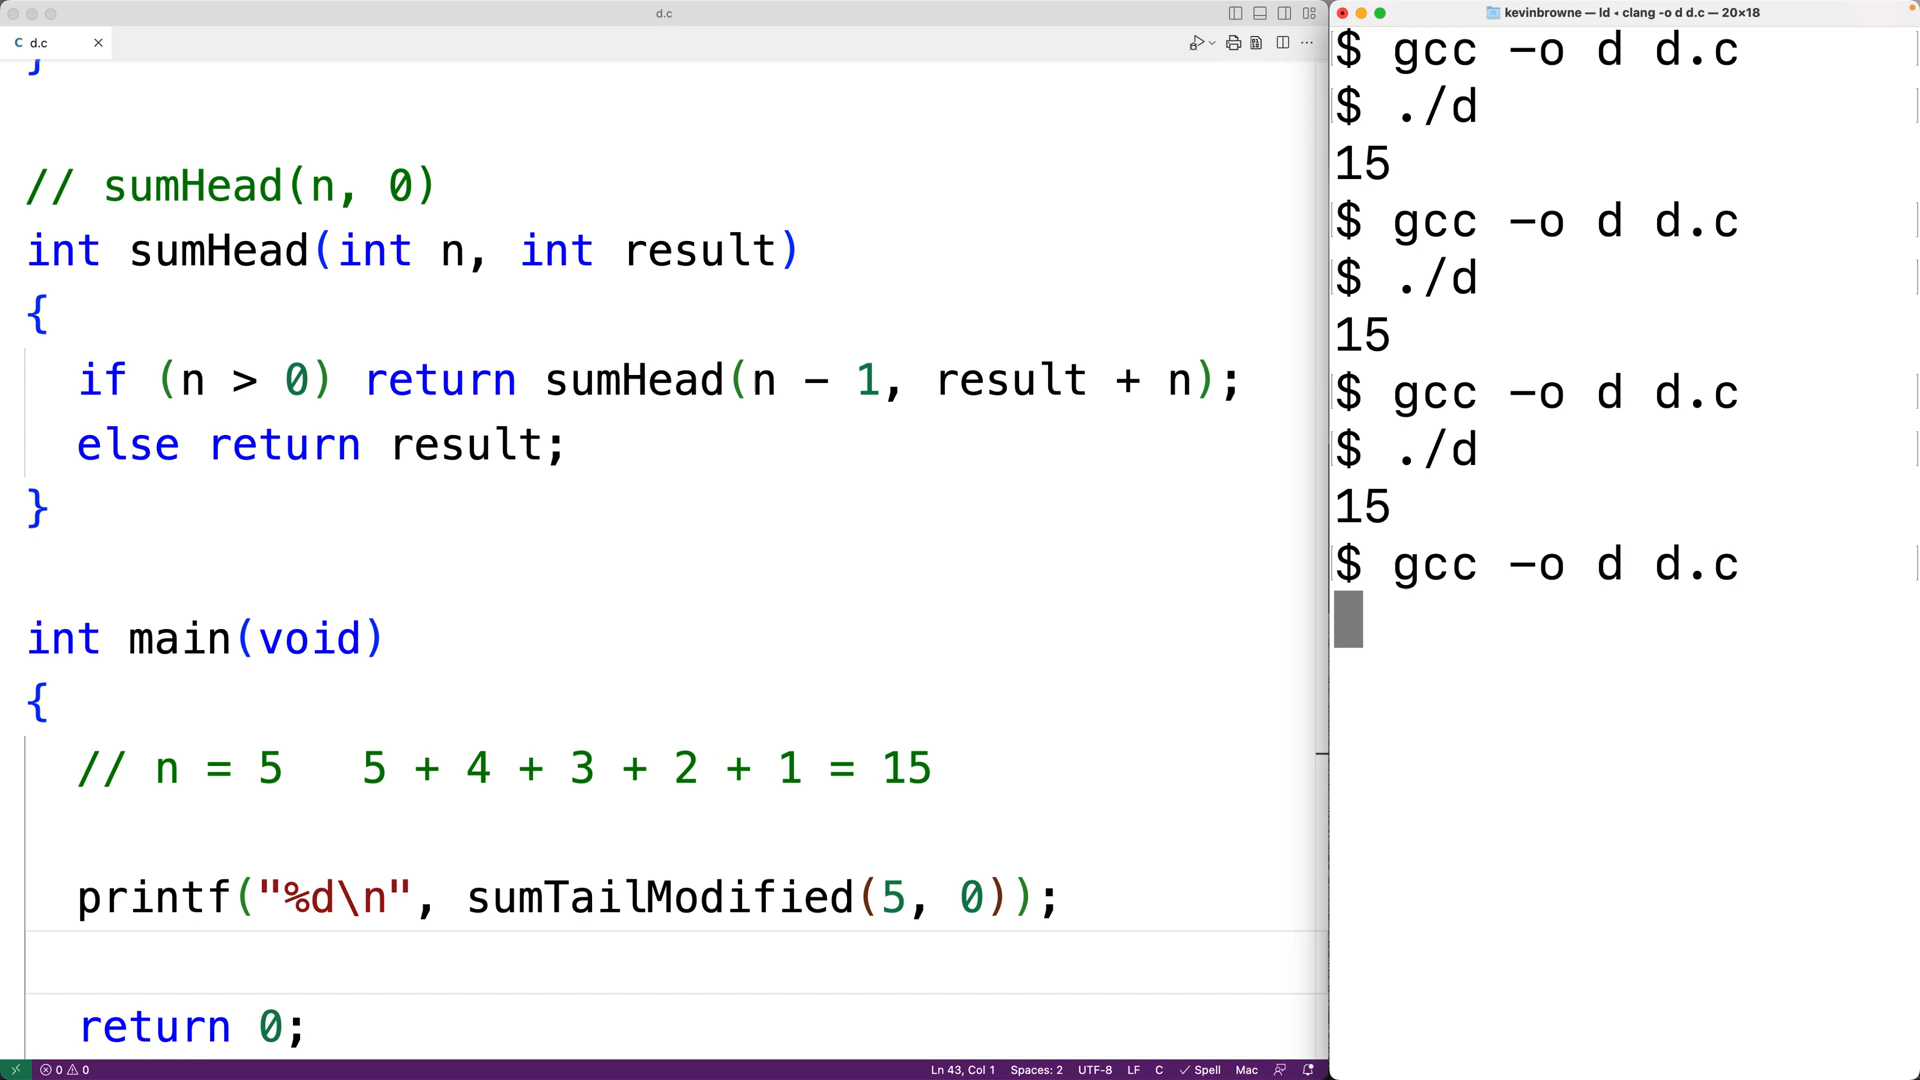 d.c
C d.c
}
// sumHead(n, 0)
int sumHead(int n, int result)
{
if (n > 0) return sumHead(n - 1, result + n);
else return result;
}
int main(void)
{
// n = 5   5 + 4 + 3 + 2 + 1 = 15
printf("%d\n", sumTailModified(5, 0));
return 0;
0 0
Ln 43, Col 1 Spaces: 2 UTF-8 LF C Spell Mac
kevinbrowne — ld ◂ clang -o d d.c — 20×18
$ gcc -o d d.c
$ ./d
15
$ gcc -o d d.c
$ ./d
15
$ gcc -o d d.c
$ ./d
15
$ gcc -o d d.c